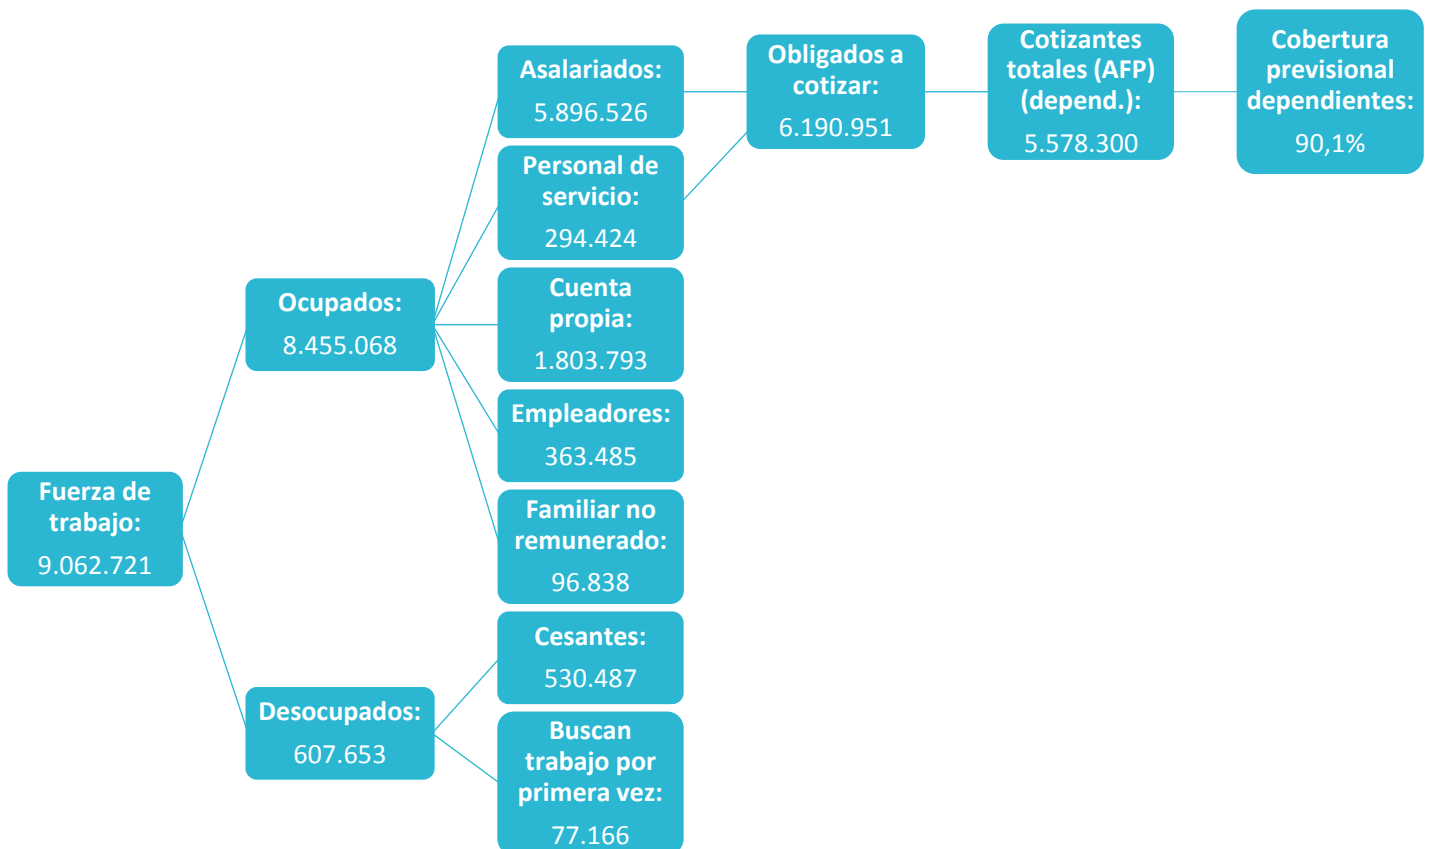 Fuerza de
trabajo:
9.062.721
Ocupados:
8.455.068
Asalariados:
5.896.526
Personal de
servicio:
294.424
Cuenta
propia:
1.803.793
Empleadores:
363.485
Familiar no
remunerado:
96.838
Obligados a
cotizar:
6.190.951
Cotizantes
totales (AFP)
(depend.):
5.578.300
Cobertura
previsional
dependientes:
90,1%
Desocupados:
607.653
Cesantes:
530.487
Buscan
trabajo por
primera vez:
77.166